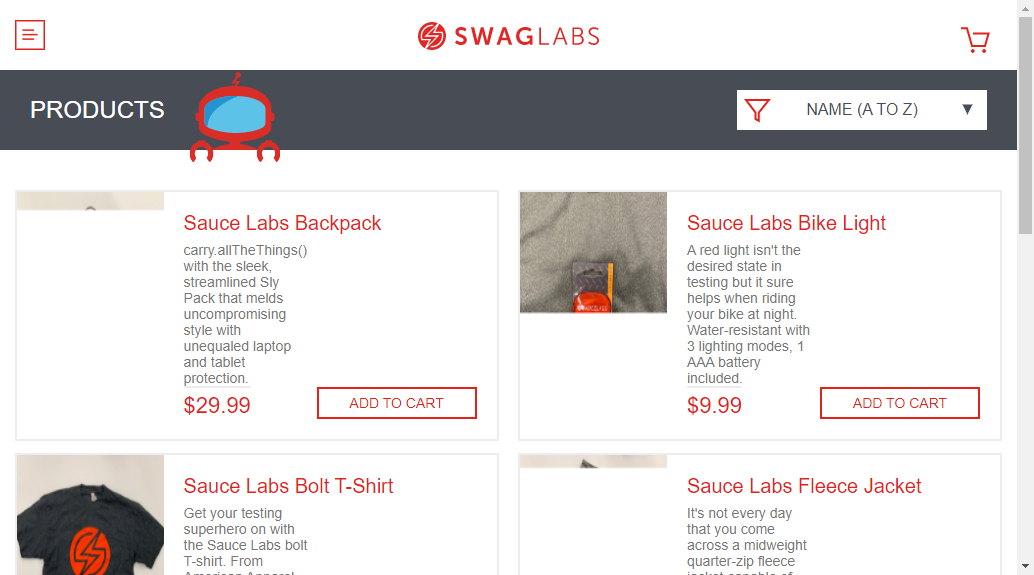 SWAGLABS
PRODUCTS
NAME (A TO Z)
Sauce Labs Backpack
carry.allTheThings()
with the sleek,
streamlined Sly
Pack that melds
uncompromising
style with
unequaled laptop
and tablet
protection.
$29.99
ADD TO CART
Sauce Labs Bike Light
A red light isn't the
desired state in
testing but it sure
helps when riding
your bike at night.
Water-resistant with
3 lighting modes, 1
AAA battery
included.
$9.99
ADD TO CART
Sauce Labs Bolt T-Shirt
Get your testing
superhero on with
the Sauce Labs bolt
T-shirt. From
American Apparel
Sauce Labs Fleece Jacket
It's not every day
that you come
across a midweight
quarter-zip fleece
jacket capable of